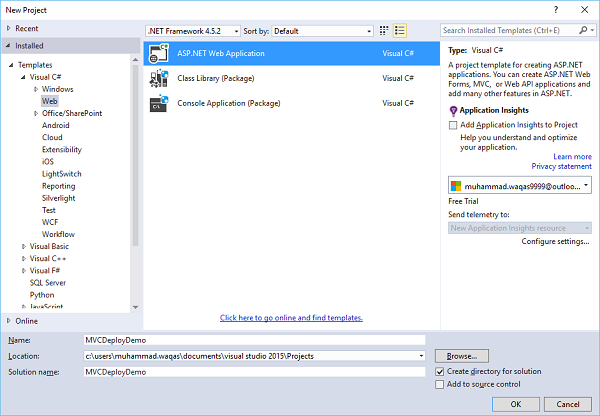 New Project
? ×
Recent
.NET Framework 4.5.2 Sort by: Default
Search Installed Templates (Ctrl+E)
Installed
Templates
Visual C#
Windows
Web
Office/SharePoint
Android
Cloud
Extensibility
iOS
LightSwitch
Reporting
Silverlight
Test
WCF
Workflow
Visual Basic
Visual C++
Visual F#
SQL Server
Python
JavaScript
Online
ASP.NET Web Application Visual C#
Class Library (Package) Visual C#
Console Application (Package) Visual C#
Click here to go online and find templates.
Type: Visual C#
A project template for creating ASP.NET
applications. You can create ASP.NET Web
Forms, MVC, or Web API applications and
add many other features in ASP.NET.
Application Insights
Add Application Insights to Project
Help you understand and optimize
your application.
Learn more
Privacy statement
muhammad.waqas9999@outloo...
Free Trial
Send telemetry to:
New Application Insights resource
Configure settings...
Name: MVCDeployDemo
Location: c:\users\muhammad.waqas\documents\visual studio 2015\Projects
Browse...
Solution name: MVCDeployDemo
Create directory for solution
Add to source control
OK Cancel